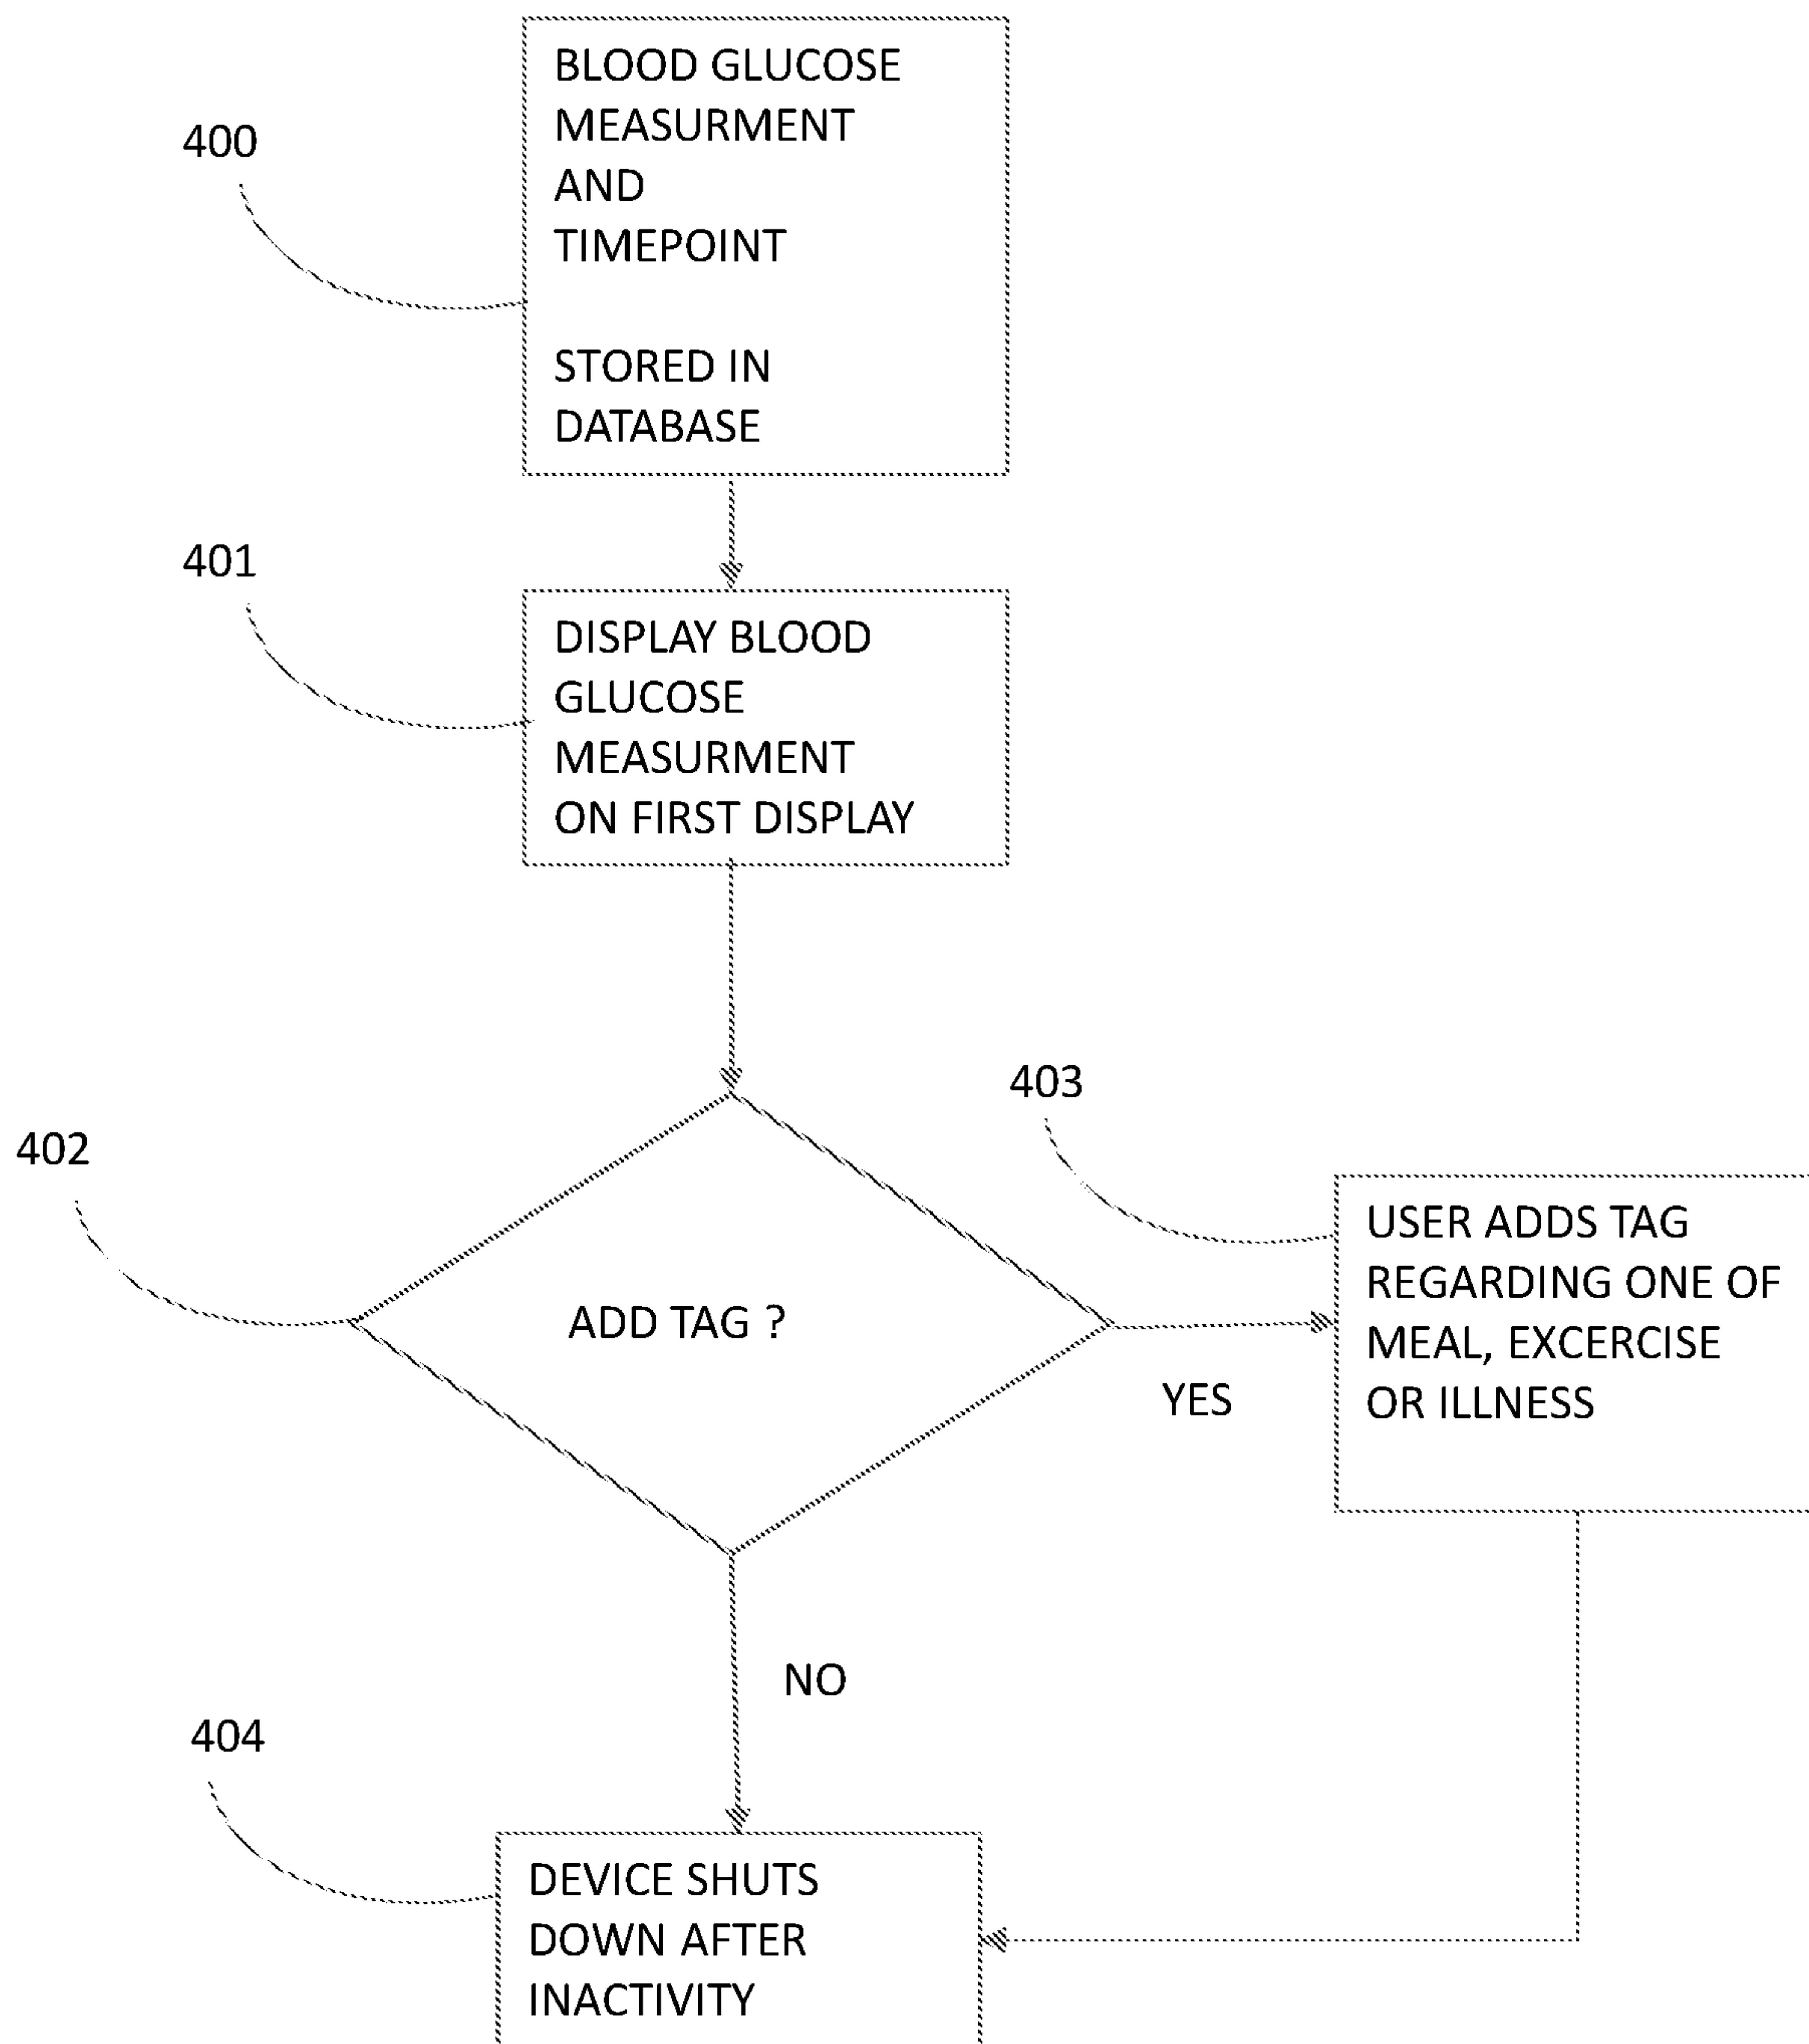 400
BLOOD GLUCOSE
MEASURMENT
AND
TIMEPOINT
STORED IN
DATABASE
401
DISPLAY BLOOD
GLUCOSE
MEASURMENT
ON FIRST DISPLAY
402
ADD TAG ?
403
USER ADDS TAG
REGARDING ONE OF
MEAL, EXCERCISE
OR ILLNESS
YES
NO
404
DEVICE SHUTS
DOWN AFTER
INACTIVITY